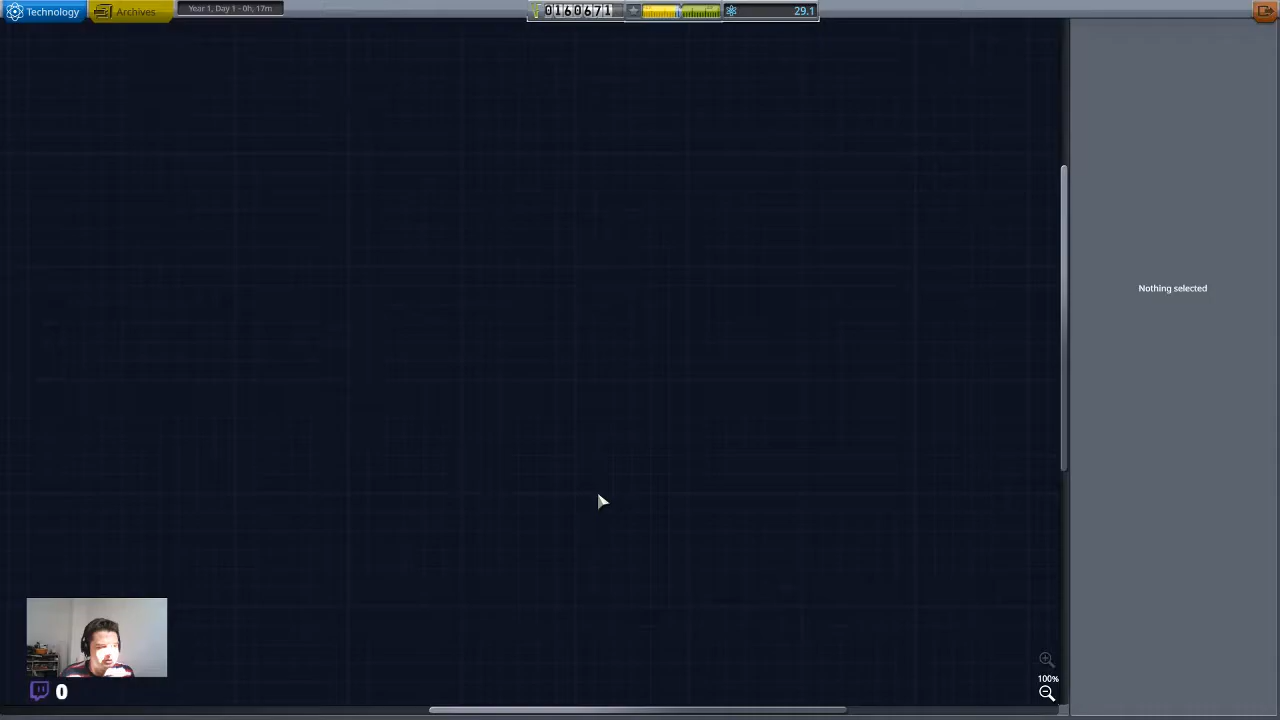 Technology
Archives
Year 1, Day 1 - 0h, 17m
0160671
29.1
Nothing selected
100%
0